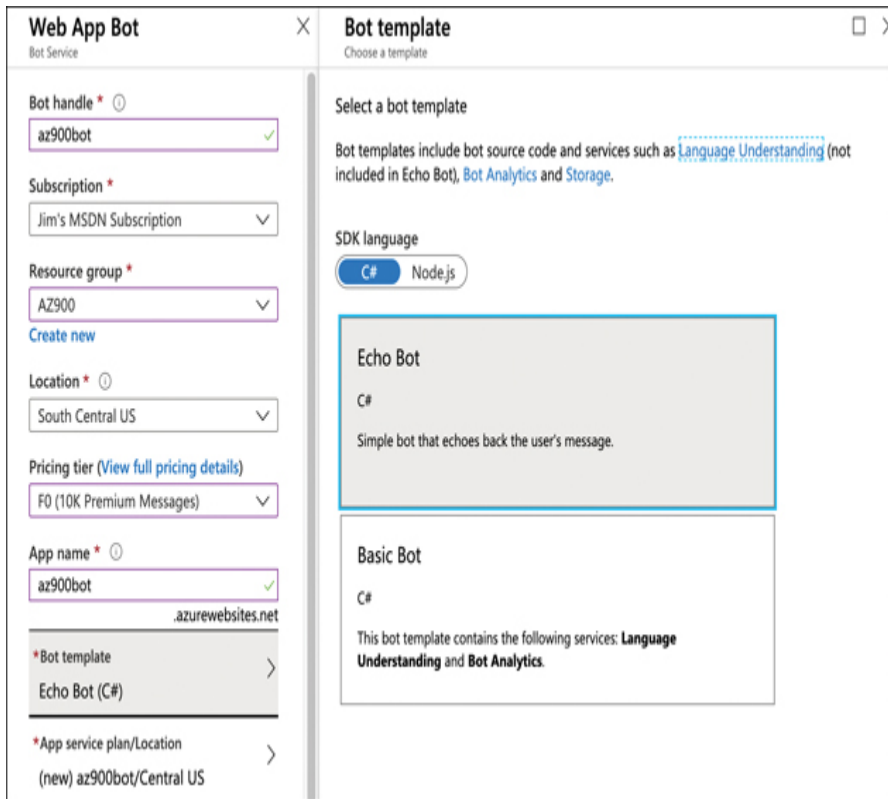 Web App Bot
Bot Service
Bot handle *
az900bot
Subscription *
Jim's MSDN Subscription
Resource group *
AZ900
Create new
Location *
South Central US
Pricing tier (View full pricing details)
F0 (10K Premium Messages)
App name *
az900bot
.azurewebsites.net
*Bot template
Echo Bot (C#)
*App service plan/Location
(new) az900bot/Central US
Bot template
Choose a template
Select a bot template
Bot templates include bot source code and services such as Language Understanding (not
included in Echo Bot), Bot Analytics and Storage.
SDK language
C# Node.js
Echo Bot
C#
Simple bot that echoes back the user's message.
Basic Bot
C#
This bot template contains the following services: Language
Understanding and Bot Analytics.